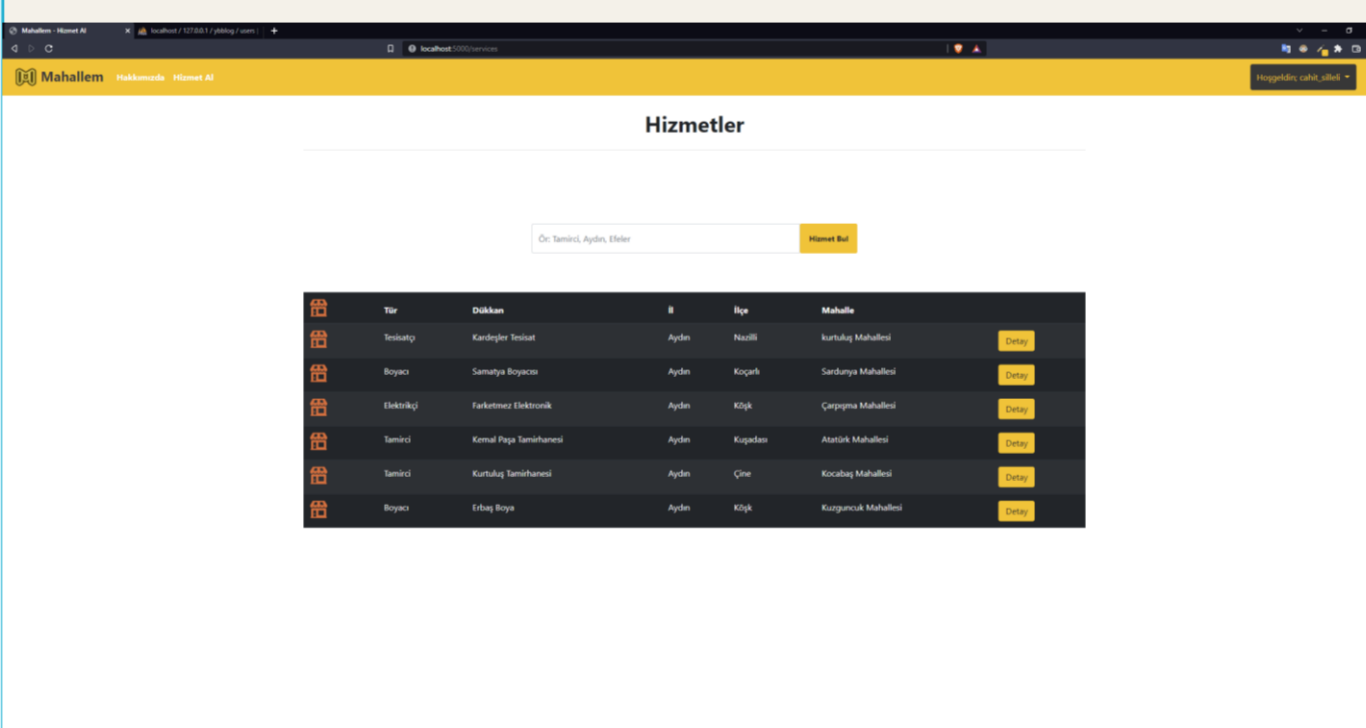 Mahallem - Hizmet Al
localhost / 127.0.0.1 / ybblog / users |
localhost:5000/services
Mahallem Hakkımızda Hizmet Al
Hoşgeldin; cahit_silleli
Hizmetler
Ör: Tamirci, Aydın, Efeler
Hizmet Bul
Tür Dükkan İl İlçe Mahalle
Tesisatçı Kardeşler Tesisat Aydın Nazilli kurtuluş Mahallesi Detay
Boyacı Samatya Boyacısı Aydın Koçarlı Sardunya Mahallesi Detay
Elektrikçi Farketmez Elektronik Aydın Köşk Çarpışma Mahallesi Detay
Tamirci Kemal Paşa Tamirhanesi Aydın Kuşadası Atatürk Mahallesi Detay
Tamirci Kurtuluş Tamirhanesi Aydın Çine Kocabaş Mahallesi Detay
Boyacı Erbaş Boya Aydın Köşk Kuzguncuk Mahallesi Detay